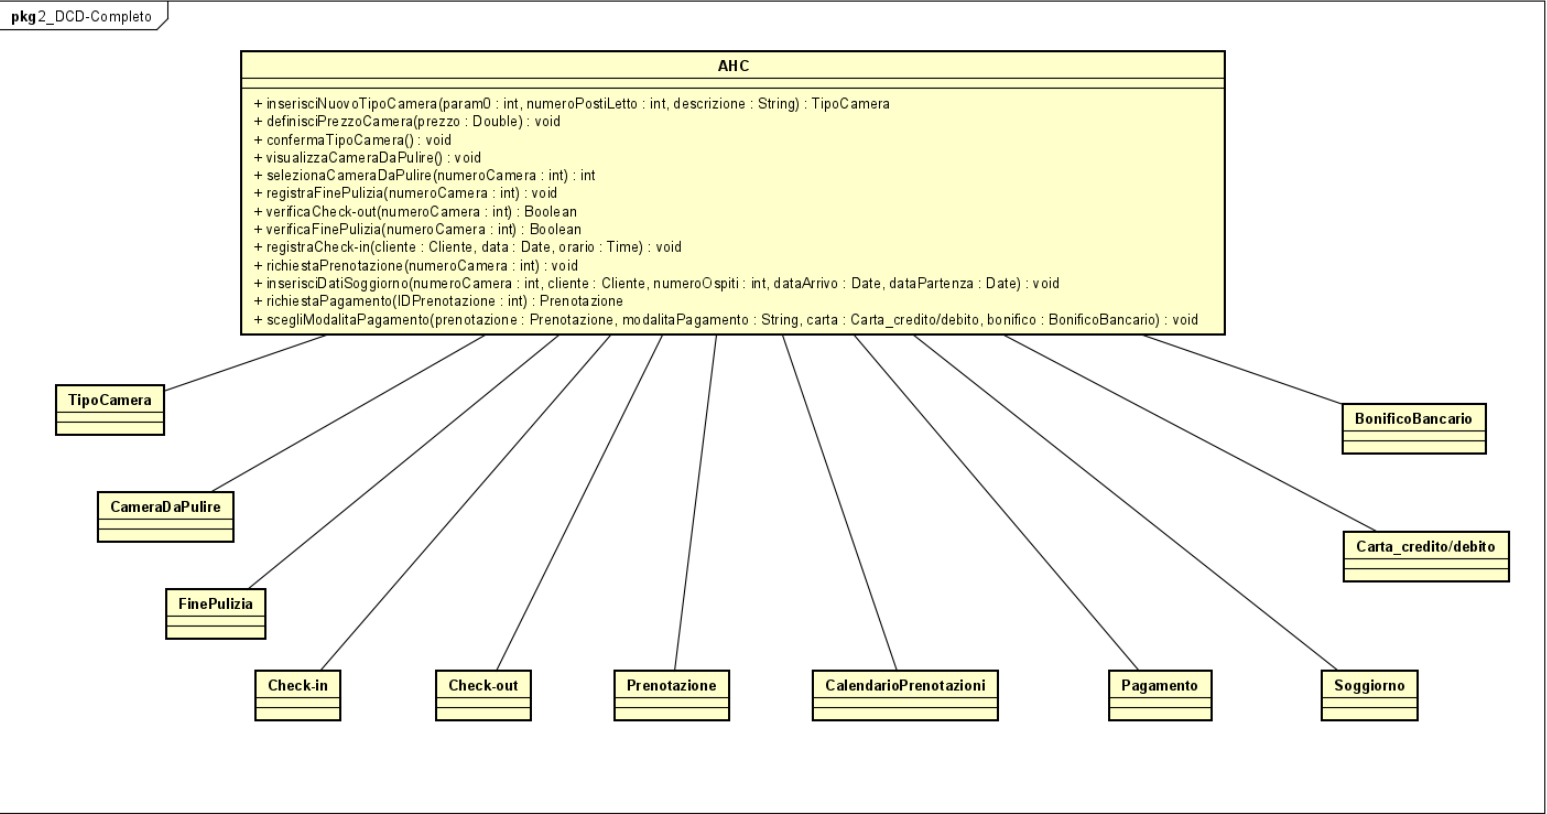 pkg 2_DCD-Completo
AHC
+ inserisciNuovoTipoCamera(param0 : int, numeroPostiLetto : int, descrizione : String) : TipoCamera
+ definisciPrezzoCamera(prezzo : Double) : void
+ confermaTipoCamera() : void
+ visualizzaCameraDaPulire() : void
+ selezionaCameraDaPulire(numeroCamera : int) : int
+ registraFinePulizia(numeroCamera : int) : void
+ verificaCheck-out(numeroCamera : int) : Boolean
+ verificaFinePulizia(numeroCamera : int) : Boolean
+ registraCheck-in(cliente : Cliente, data : Date, orario : Time) : void
+ richiestaPrenotazione(numeroCamera : int) : void
+ inserisciDatiSoggiorno(numeroCamera : int, cliente : Cliente, numeroOspiti : int, dataArrivo : Date, dataPartenza : Date) : void
+ richiestaPagamento(IDPrenotazione : int) : Prenotazione
+ scegliModalitaPagamento(prenotazione : Prenotazione, modalitaPagamento : String, carta : Carta_credito/debito, bonifico : BonificoBancario) : void
TipoCamera
BonificoBancario
CameraDaPulire
Carta_credito/debito
FinePulizia
Check-in
Check-out
Prenotazione
CalendarioPrenotazioni
Pagamento
Soggiorno